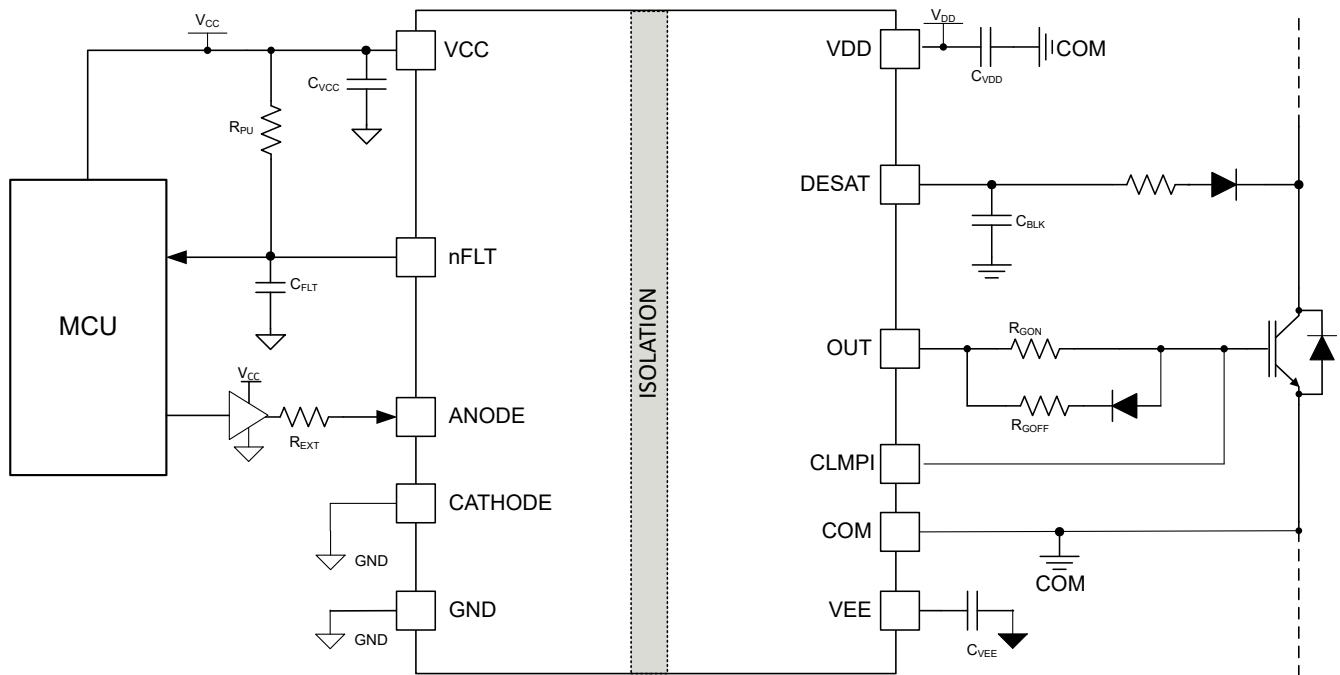 VCC
VCC
CVCC
RPU
nFLT
CFLT
MCU
VCC
REXT
ANODE
CATHODE
GND
GND
GND
ISOLATION
VDD
VDD
CVDD
COM
DESAT
CBLK
OUT
RGON
RGOFF
CLMPI
COM
COM
VEE
CVEE